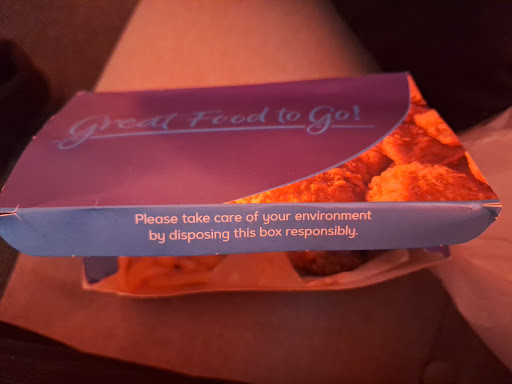 Great Food to Go!
Please take care of your environment
by disposing this box responsibly.